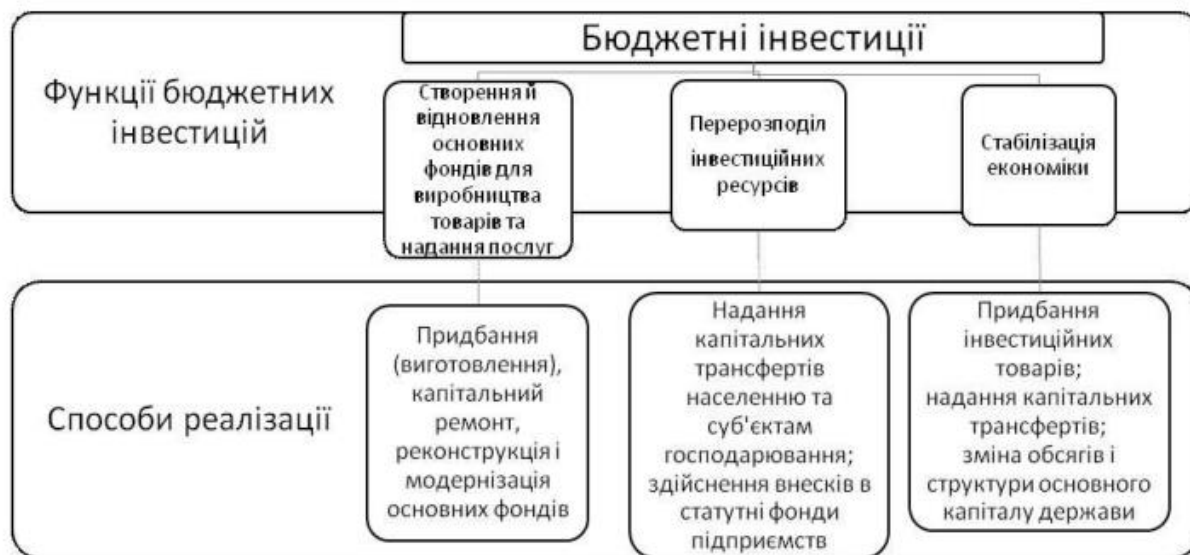 Бюджетні інвестиції
Функції бюджетних
інвестицій
Створення й
відновлення
основних
фондів для
виробництва
товарів та
надання послуг
Перерозподіл
інвестиційних
ресурсів
Стабілізація
економіки
Способи реалізації
Придбання
(виготовлення),
капітальний
ремонт,
реконструкція і
модернізація
основних фондів
Надання
капітальних
трансфертів
населенню та
суб'єктам
господарювання;
здійснення внесків в
статутні фонди
підприємств
Придбання
інвестиційних
товарів;
надання капітальних
трансфертів;
зміна обсягів і
структури основного
капіталу держави